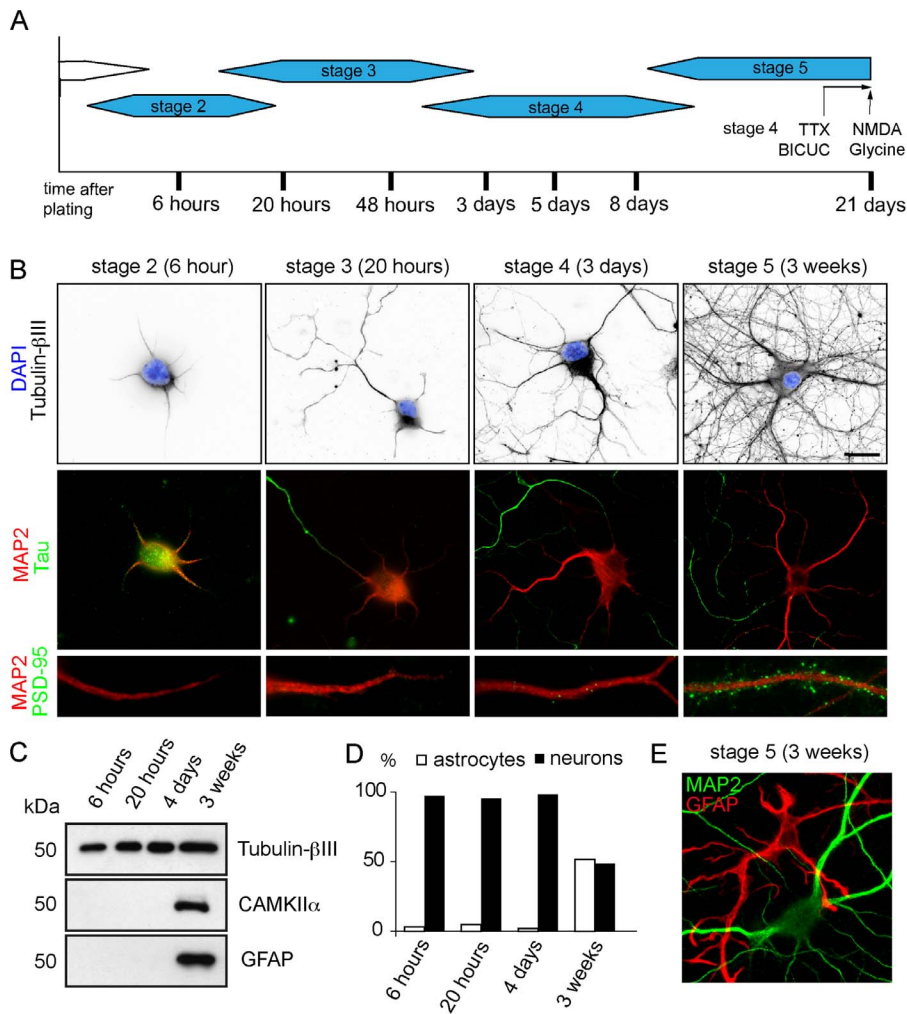 A
stage 3
stage 5
stage 2
stage 4
stage 4 TTX NMDA
BICUC Glycine
time after
plating
6 hours 20 hours 48 hours 3 days 5 days 8 days 21 days
B
stage 2 (6 hour) stage 3 (20 hours) stage 4 (3 days) stage 5 (3 weeks)
DAPI
Tubulin-βIII
MAP2
Tau
MAP2
PSD-95
C
6 hours
20 hours
4 days
3 weeks
kDa
50 Tubulin-βIII
50 CAMKIIα
50 GFAP
D
% astrocytes neurons
100
50
0
6 hours
20 hours
4 days
3 weeks
E
stage 5 (3 weeks)
MAP2
GFAP